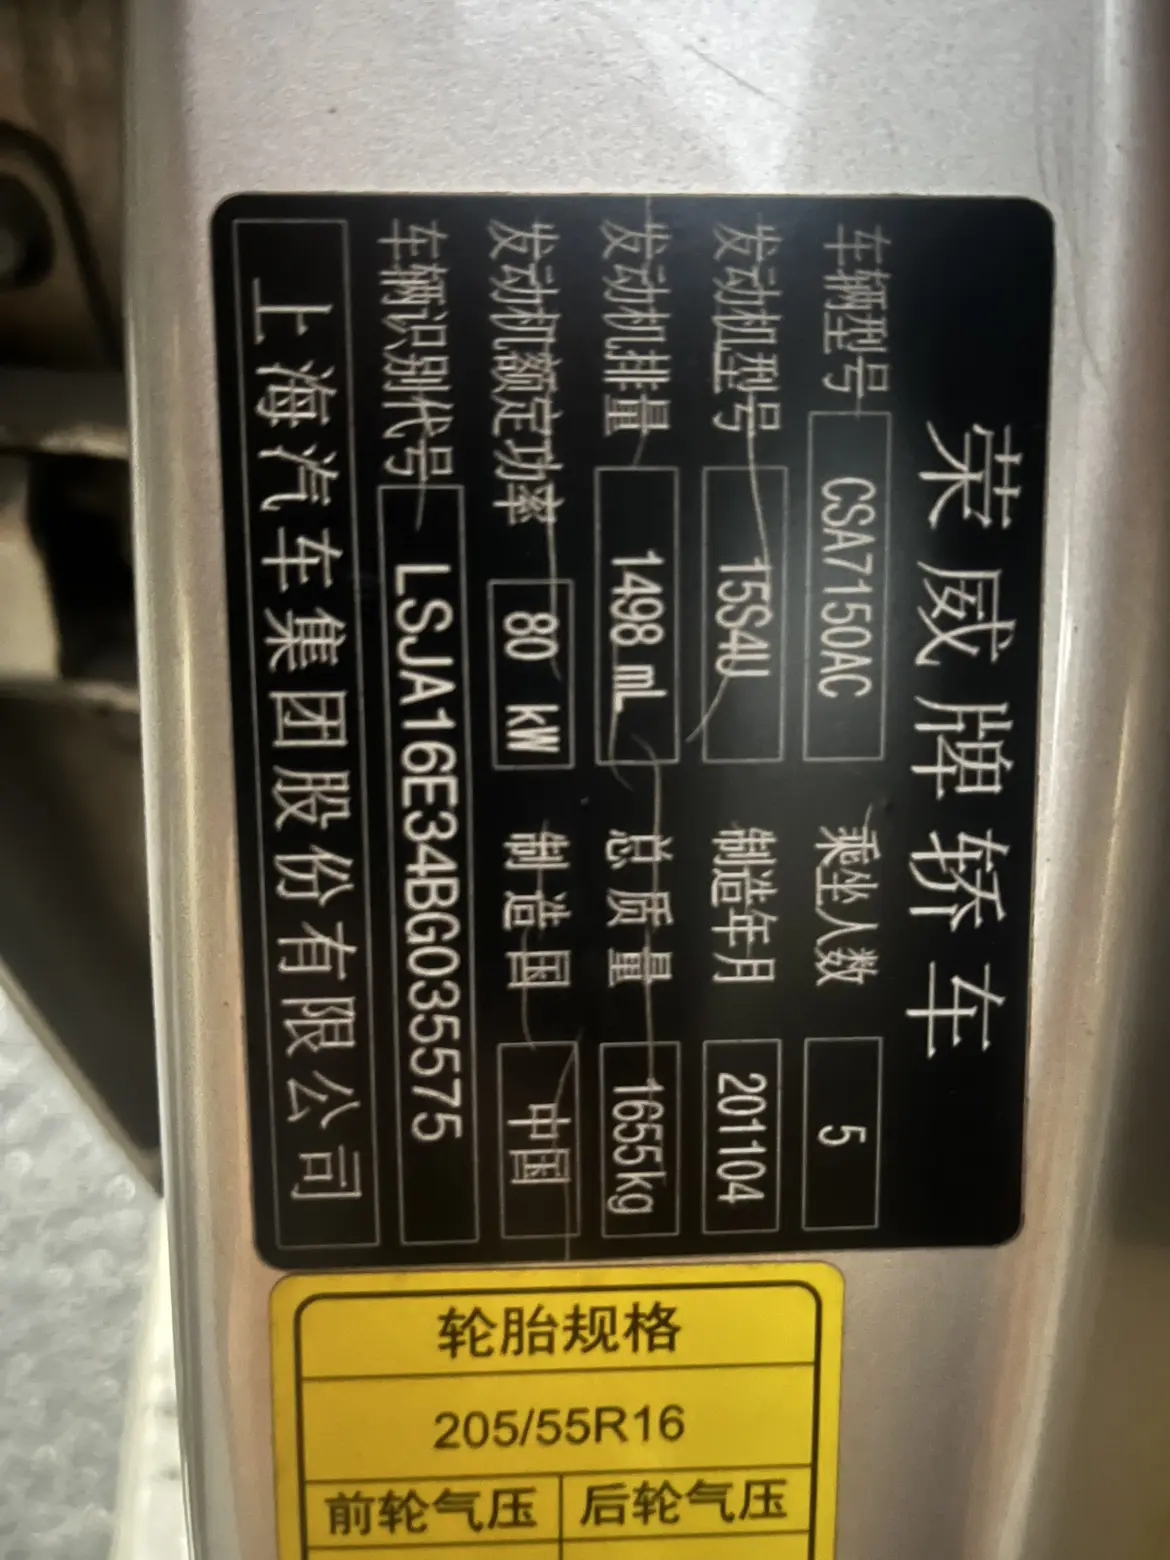 荣威牌轿车
车辆型号 CSA7150AC 乘坐人数 5
发动机型号 15S4U 制造年月 201104
发动机排量 1498 mL 总质量 1655kg
发动机额定功率 80 kW 制造国 中国
车辆识别代号 LSJA16E34BG035575
上海汽车集团股份有限公司
轮胎规格
205/55R16
前轮气压 后轮气压